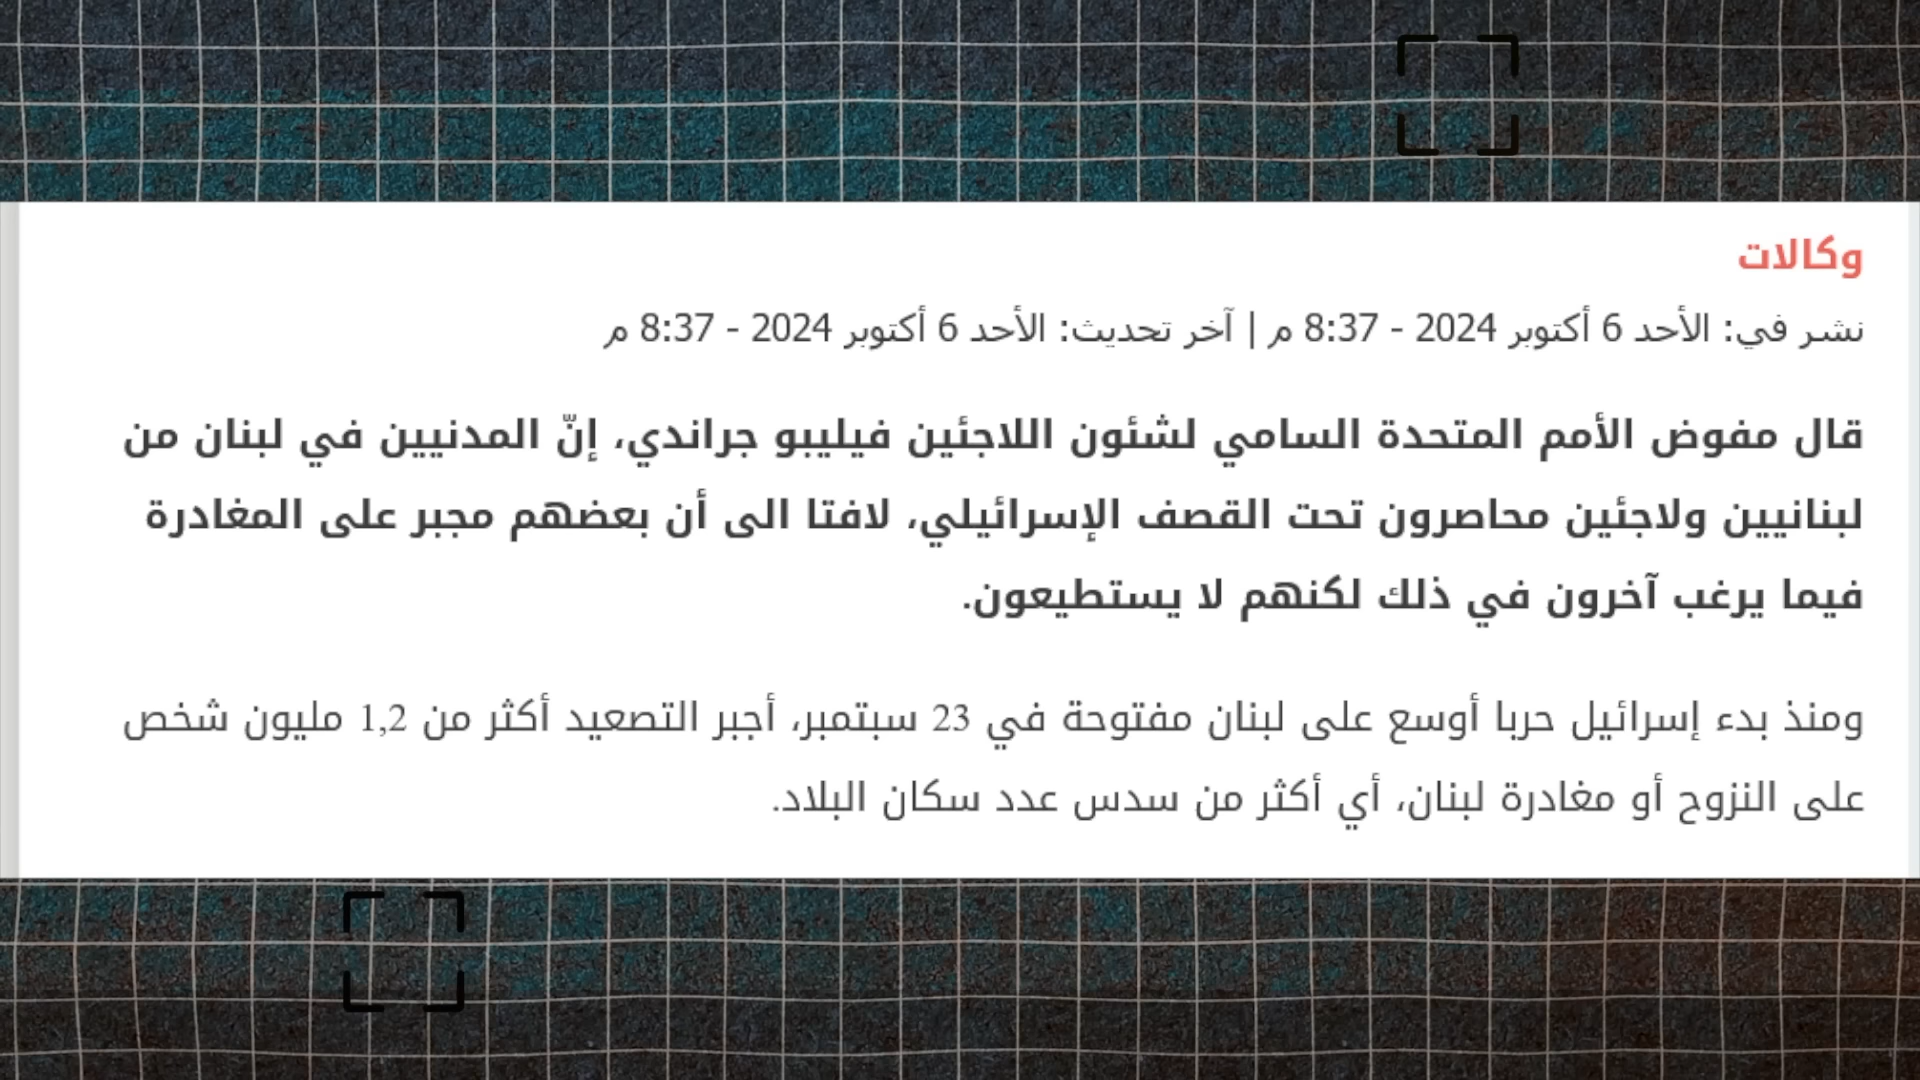 وكالات
نشر في: الأحد 6 أكتوبر 2024 - 8:37 م | آخر تحديث: الأحد 6 أكتوبر 2024 - 8:37 م
قال مفوض الأمم المتحدة السامي لشئون اللاجئين فيليبو جراندي، إنّ المدنيين في لبنان من
لبنانيين ولاجئين محاصرون تحت القصف الإسرائيلي، لافتا الى أن بعضهم مجبر على المغادرة
فيما يرغب آخرون في ذلك لكنهم لا يستطيعون.
ومنذ بدء إسرائيل حربا أوسع على لبنان مفتوحة في 23 سبتمبر، أجبر التصعيد أكثر من 1,2 مليون شخص
على النزوح أو مغادرة لبنان، أي أكثر من سدس عدد سكان البلاد.